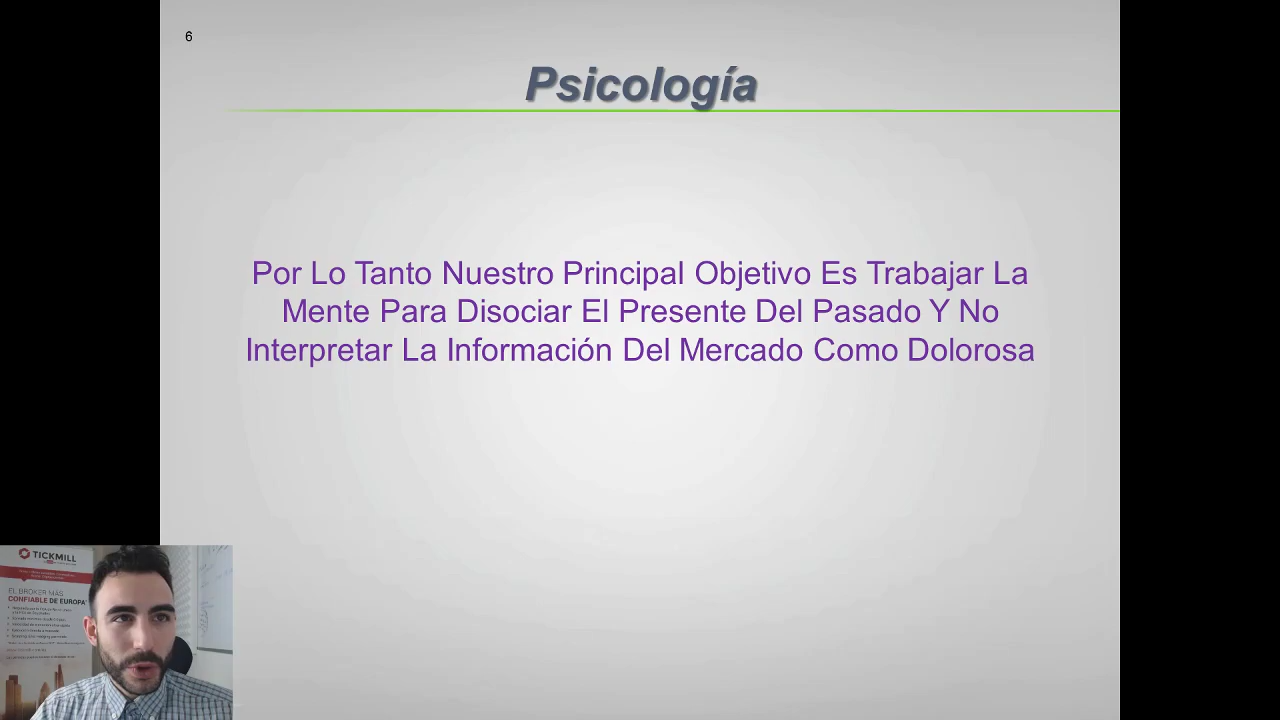 6
Psicología
Por Lo Tanto Nuestro Principal Objetivo Es Trabajar La
Mente Para Disociar El Presente Del Pasado Y No
Interpretar La Información Del Mercado Como Dolorosa
TICKMILL
EL BROKER MÁS
CONFIABLE DE EUROPA